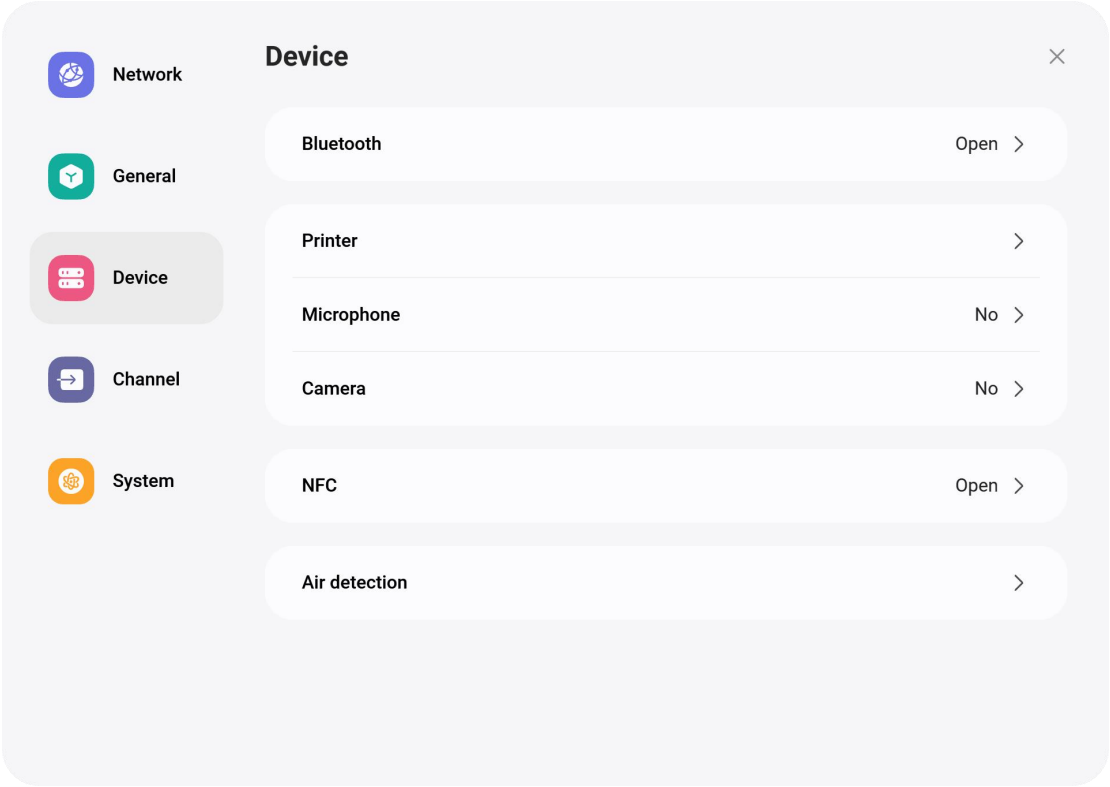 Network
General
Device
Channel
System
Device
Bluetooth Open
Printer
Microphone No
Camera No
NFC Open
Air detection